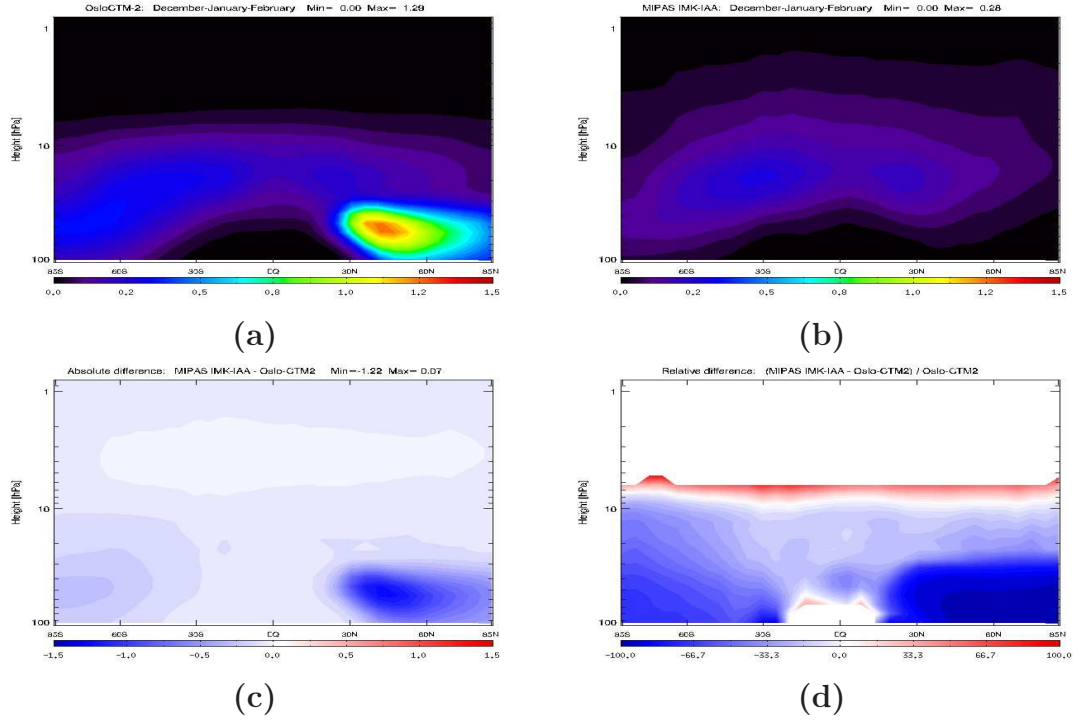 OsloCTM-2: December-January-February Min= 0.00 Max= 1.29
Height [hPa]
1
10
100
85S 60S 30S EQ 30N 60N 85N
0.0 0.2 0.5 0.8 1.0 1.2 1.5
(a)
MIPAS IMK-IAA: December-January-February Min= 0.00 Max= 0.28
Height [hPa]
1
10
100
85S 60S 30S EQ 30N 60N 85N
0.0 0.2 0.5 0.8 1.0 1.2 1.5
(b)
Absolute difference: MIPAS IMK-IAA - Oslo-CTM2 Min=-1.22 Max= 0.07
Height [hPa]
1
10
100
85S 60S 30S EQ 30N 60N 85N
-1.5 -1.0 -0.5 0.0 0.5 1.0 1.5
(c)
Relative difference: (MIPAS IMK-IAA - Oslo-CTM2) / Oslo-CTM2
Height [hPa]
1
10
100
85S 60S 30S EQ 30N 60N 85N
-100.0 -66.7 -33.3 0.0 33.3 66.7 100.0
(d)